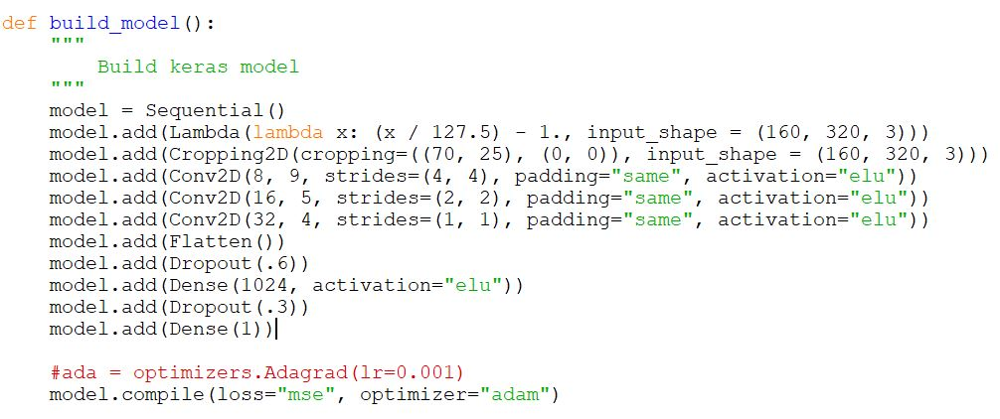 def build_model():
    """
        Build keras model
    """
    model = Sequential()
    model.add(Lambda(lambda x: (x / 127.5) - 1., input_shape = (160, 320, 3)))
    model.add(Cropping2D(cropping=((70, 25), (0, 0)), input_shape = (160, 320, 3)))
    model.add(Conv2D(8, 9, strides=(4, 4), padding="same", activation="elu"))
    model.add(Conv2D(16, 5, strides=(2, 2), padding="same", activation="elu"))
    model.add(Conv2D(32, 4, strides=(1, 1), padding="same", activation="elu"))
    model.add(Flatten())
    model.add(Dropout(.6))
    model.add(Dense(1024, activation="elu"))
    model.add(Dropout(.3))
    model.add(Dense(1))

    #ada = optimizers.Adagrad(lr=0.001)
    model.compile(loss="mse", optimizer="adam")